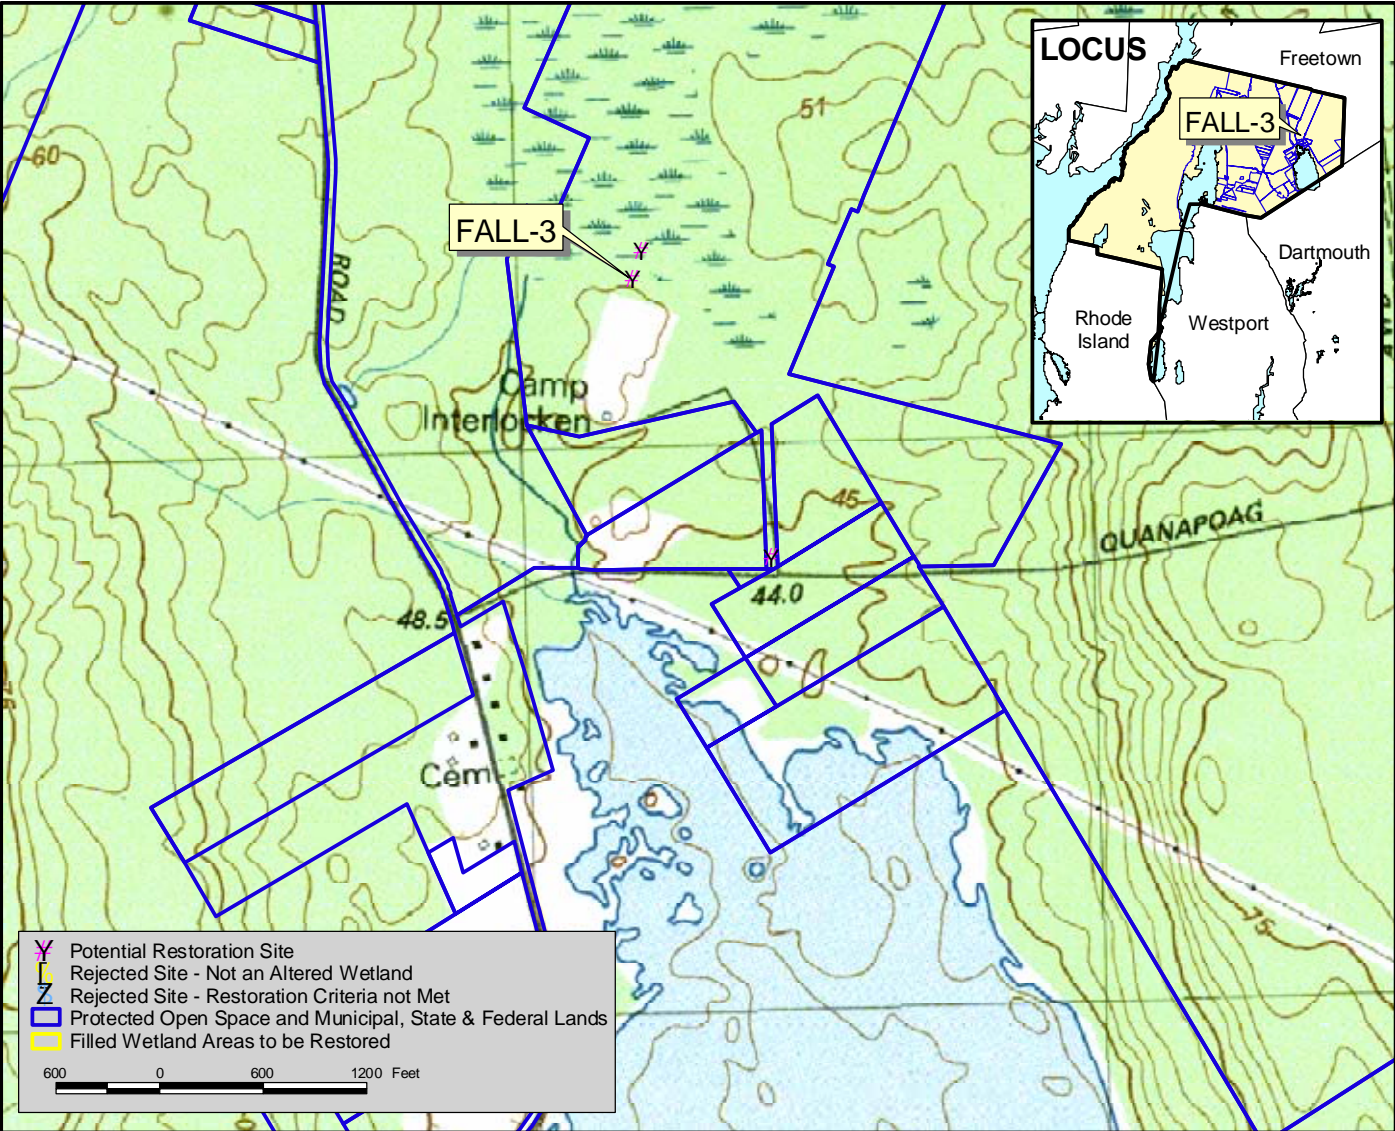 LOCUS
Freetown
FALL-3
Dartmouth
Rhode
Island
Westport
51
60
FALL-3
ROAD
Camp
Interlocken
45
QUANAPOAG
44.0
48.5
Cem
75
Potential Restoration Site
Rejected Site - Not an Altered Wetland
Rejected Site - Restoration Criteria not Met
Protected Open Space and Municipal, State & Federal Lands
Filled Wetland Areas to be Restored
600 0 600 1200 Feet